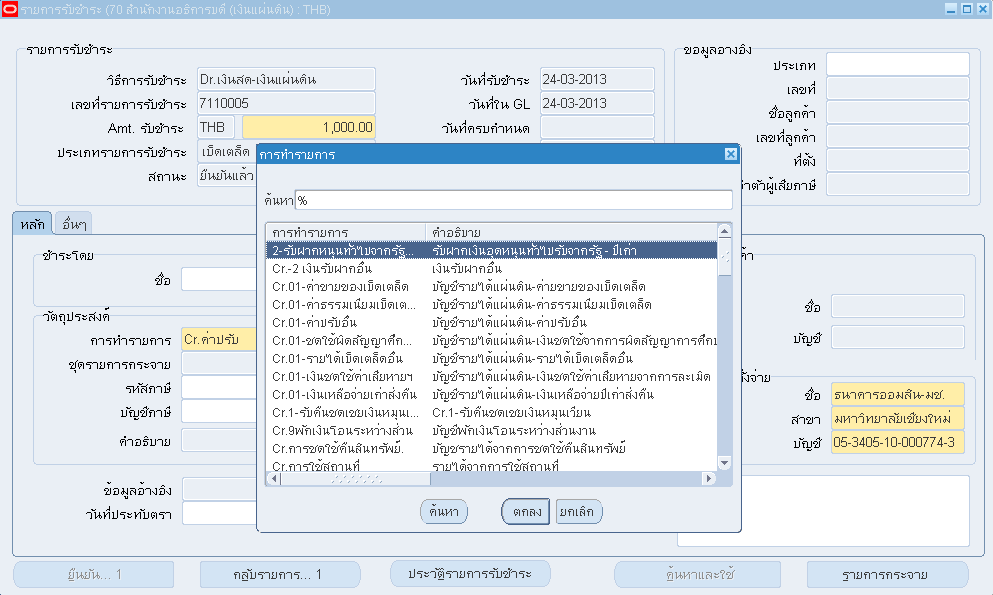 รายการรับชำระ (70 สำนักงานอธิการบดี (เงินแผ่นดิน) : THB)
รายการรับชำระ
วิธีการรับชำระ Dr.เงินสด-เงินแผ่นดิน
เลขที่รายการรับชำระ 7110005
Amt. รับชำระ THB 1,000.00
ประเภทรายการรับชำระ เบ็ดเตล็ด
สถานะ ยืนยันแล้ว
วันที่รับชำระ 24-03-2013
วันที่ใน GL 24-03-2013
วันที่ครบกำหนด
ข้อมูลอ้างอิง
ประเภท
เลขที่
ชื่อลูกค้า
เลขที่ลูกค้า
ที่ตั้ง
ตัวผู้เสียภาษี
หลัก อื่นๆ
ชำระโดย
ชื่อ
วัตถุประสงค์
การทำรายการ Cr.ค่าปรับ
ชุดรายการกระจาย
รหัสภาษี
บัญชีภาษี
คำอธิบาย
ข้อมูลอ้างอิง
วันที่ประทับตรา
การทำรายการ
ค้นหา %
การทำรายการ คำอธิบาย
2-รับฝากหนุนทั่วไปจากรัฐ... รับฝากเงินอุดหนุนทั่วไปรับจากรัฐ - ปีเก่า
Cr.-2 เงินรับฝากอื่น เงินรับฝากอื่น
Cr.01-ค่าขายของเบ็ดเตล็ด บัญชีรายได้แผ่นดิน-ค่ายขายของเบ็ดเตล็ด
Cr.01-ค่าธรรมเนียมเบ็ดเต... บัญชีรายได้แผ่นดิน-ค่าธรรมเนียมเบ็ดเตล็ด
Cr.01-ค่าปรับอื่น บัญชีรายได้แผ่นดิน-ค่าปรับอื่น
Cr.01-ชดใช้ผิดสัญญาการศึก... บัญชีรายได้แผ่นดิน-เงินชดใช้จากการผิดสัญญาการศึกษ
Cr.01-รายได้เบ็ดเตล็ดอื่น บัญชีรายได้แผ่นดิน-รายได้เบ็ดเตล็ดอื่น
Cr.01-เงินชดใช้ค่าเสียหายฯ บัญชีรายได้แผ่นดิน-เงินชดใช้ค่าเสียหายจากการละเมิด
Cr.01-เงินเหลือจ่ายเก่าส่งคืน บัญชีรายได้แผ่นดิน-เงินเหลือจ่ายปีเก่าส่งคืน
Cr.1-รับคืนชดเชยเงินหมุน... Cr.1-รับคืนชดเชยเงินหมุนเวียน
Cr.9พักเงินโอนระหว่างส่วน บัญชีพักเงินโอนระหว่างส่วนงาน
Cr.การชดใช้คืนสินทรัพย์. บัญชรายได้จากการชดใช้คืนสินทรัพย์
Cr.การใช้สถานที่ รายได้จากการใช้สถานที่
ค้นหา ตกลง ยกเลิก
ชื่อ
บัญชี
ชื่อ ธนาคารออมสิน-มช.
สาขา มหาวิทยาลัยเชียงใหม่
บัญชี 05-3405-10-000774-3
ยืนยัน... 1 กลับรายการ... 1 ประวัติรายการรับชำระ ค้นหาและใช้ รายการกระจาย